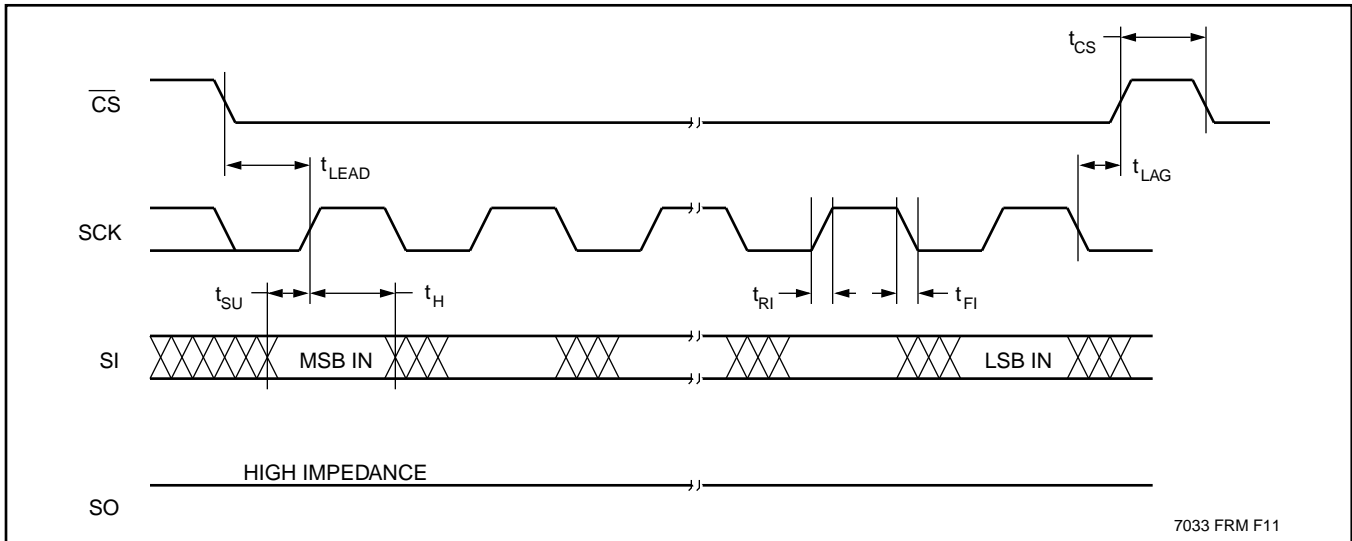 tCS
CS
tLEAD
tLAG
SCK
tSU
tH
tRI
tFI
SI
MSB IN
LSB IN
HIGH IMPEDANCE
SO
7033 FRM F11